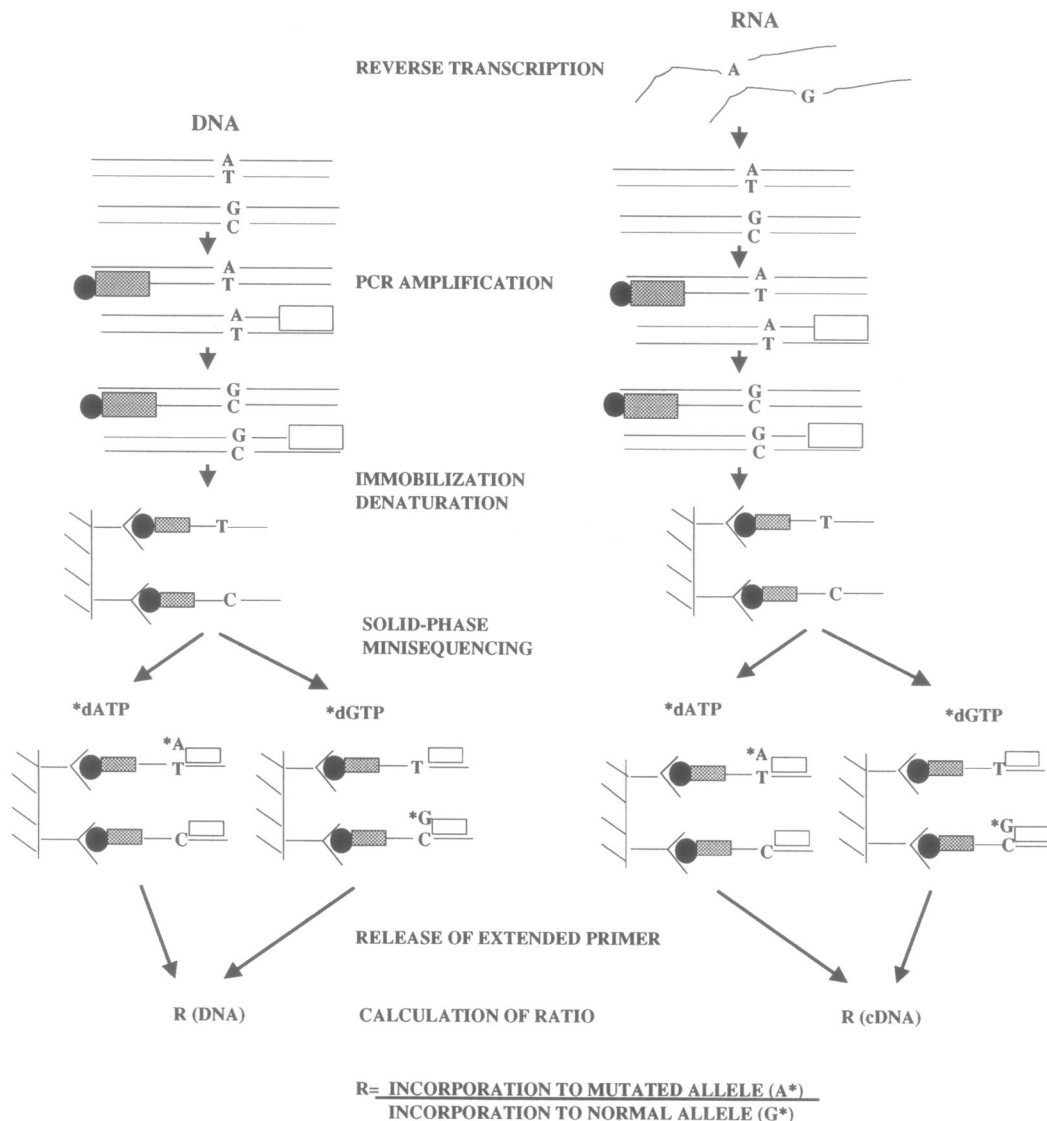 RNA
REVERSE TRANSCRIPTION
A
G
DNA
A
T
G
C
A
T
G
C
PCR AMPLIFICATION
A
T
A
T
A
T
A
T
G
C
G
C
G
C
G
C
IMMOBILIZATION
DENATURATION
T
C
T
C
SOLID-PHASE
MINISEQUENCING
*dATP
*dGTP
*dATP
*dGTP
*A
T
T
*A
T
T
C
*G
C
C
*G
C
RELEASE OF EXTENDED PRIMER
R (DNA)
CALCULATION OF RATIO
R (cDNA)
R= INCORPORATION TO MUTATED ALLELE (A*)
INCORPORATION TO NORMAL ALLELE (G*)